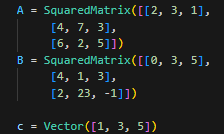 A = SquaredMatrix([[2, 3, 1],
[4, 7, 3],
[6, 2, 5]])
B = SquaredMatrix([[0, 3, 5],
[4, 1, 3],
[2, 23, -1]])
c = Vector([1, 3, 5])